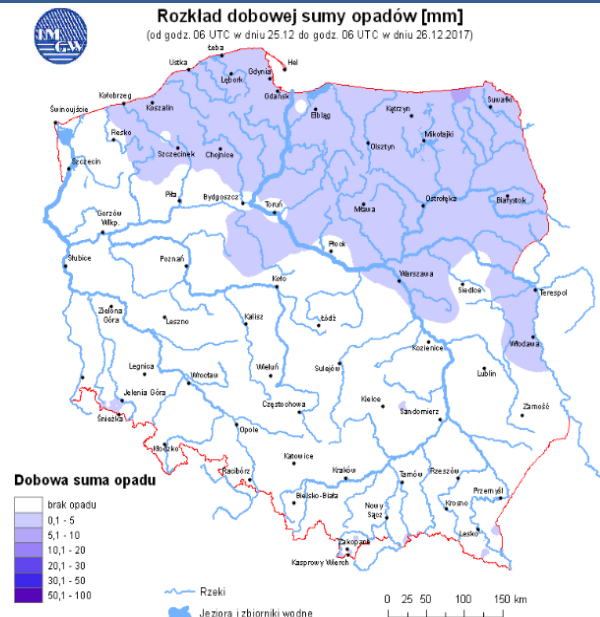 Rozkład dobowej sumy opadów [mm]
(od godz. 06 UTC w dniu 25.12 do godz. 06 UTC w dniu 26.12.2017)
IM
GW
Łeba
Ustka
Hel
Gdynia
Lębork
Gdańsk
Kołobrzeg
Koszalin
Suwałki
Świnoujście
Elbląg
Kętrzyn
Resko
Mikołajki
Szczecinek
Chojnice
Olsztyn
Szczecin
Piła
Bydgoszcz
Toruń
Mława
Ostrołęka
Białystok
Gorzów
Wlkp.
Płock
Słubice
Poznań
Warszawa
Koło
Siedlce
Terespol
Zielona
Góra
Leszno
Kalisz
Łódź
Włodawa
Kozienice
Legnica
Wrocław
Wieluń
Sulejów
Lublin
Jelenia Góra
Śnieżka
Częstochowa
Kielce
Sandomierz
Zamość
Opole
Kłodzko
Katowice
Racibórz
Kraków
Tarnów
Rzeszów
Przemyśl
Bielsko-Biała
Nowy
Sącz
Krosno
Lesko
Zakopane
Kasprowy Wierch
Dobowa suma opadu
brak opadu
0,1 - 5
5,1 - 10
10,1 - 20
20,1 - 30
30,1 - 50
50,1 - 100
Rzeki
Jeziora i zbiorniki wodne
0 25 50 100 150 km